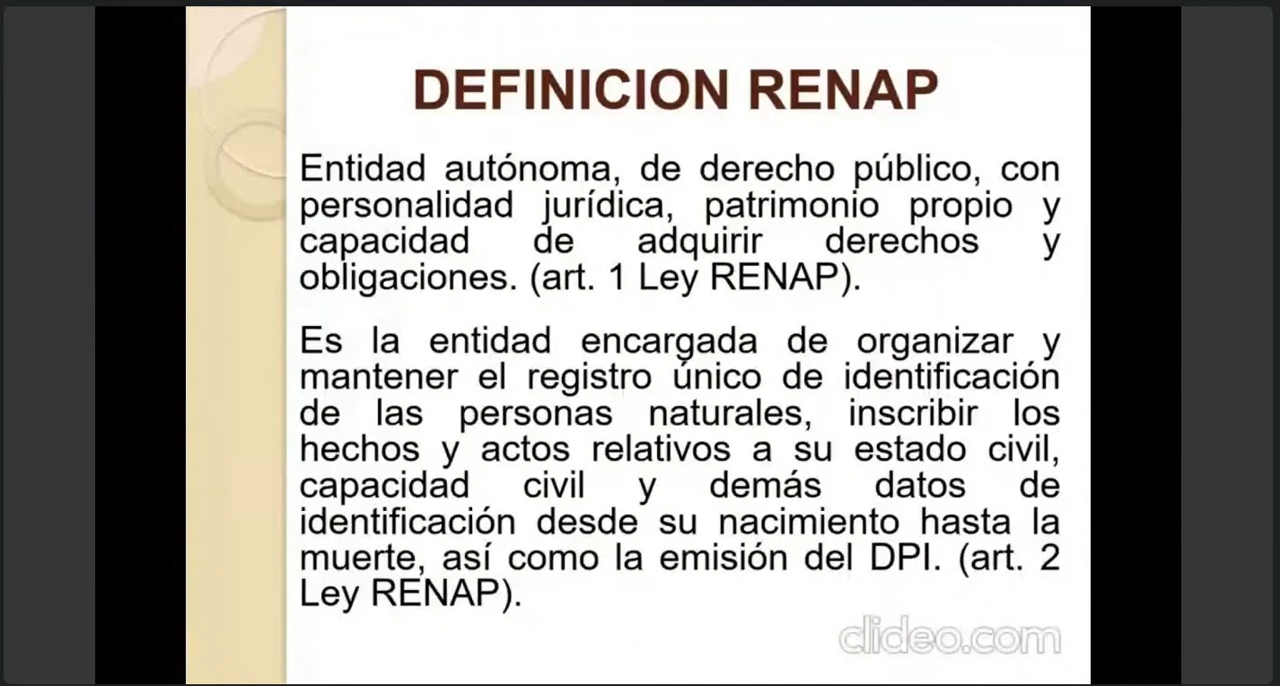 DEFINICION RENAP
Entidad autónoma, de derecho público, con
personalidad jurídica, patrimonio propio y
capacidad de adquirir derechos y
obligaciones. (art. 1 Ley RENAP).
Es la entidad encargada de organizar y
mantener el registro único de identificación
de las personas naturales, inscribir los
hechos y actos relativos a su estado civil,
capacidad civil y demás datos de
identificación desde su nacimiento hasta la
muerte, así como la emisión del DPI. (art. 2
Ley RENAP).
clideo.com